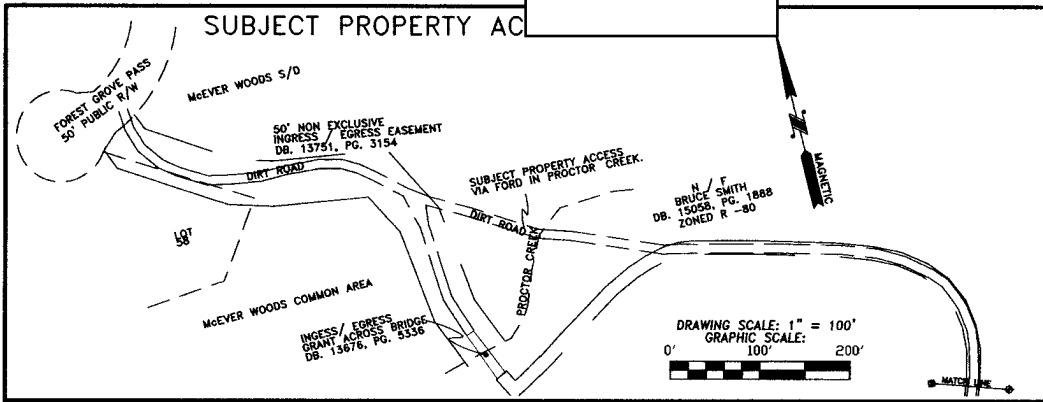 SUBJECT PROPERTY AC
FOREST GROVE PASS
50' PUBLIC R/W
McEVER WOODS S/D
50' NON EXCLUSIVE
INGRESS / EGRESS EASEMENT
DB. 13751, PG. 3154
DIRT ROAD
SUBJECT PROPERTY ACCESS
VIA FORD IN PROCTOR CREEK.
DIRT ROAD
N / F
BRUCE SMITH
DB. 15058, PG. 1888
ZONED R -80
MAGNETIC
LOT
58
PROCTOR CREEK
McEVER WOODS COMMON AREA
INGESS/ EGRESS
GRANT ACROSS BRIDGE
DB. 13676, PG. 5336
DRAWING SCALE: 1" = 100'
GRAPHIC SCALE:
0' 100' 200'
MATCH LINE